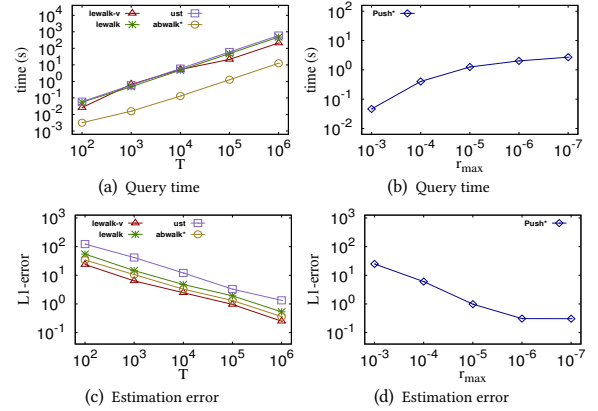 lewalk-v ust
lewalk abwalk*
time (s)
10^4
10^3
10^2
10^1
10^0
10^-1
10^-2
10^-3
10^2 10^3 10^4 10^5 10^6
T
(a) Query time
Push*
time (s)
10^2
10^1
10^0
10^-1
10^-2
10^-3 10^-4 10^-5 10^-6 10^-7
r_max
(b) Query time
lewalk-v ust
lewalk abwalk*
L1-error
10^3
10^2
10^1
10^0
10^-1
10^2 10^3 10^4 10^5 10^6
T
(c) Estimation error
Push*
L1-error
10^3
10^2
10^1
10^0
10^-1
10^-3 10^-4 10^-5 10^-6 10^-7
r_max
(d) Estimation error